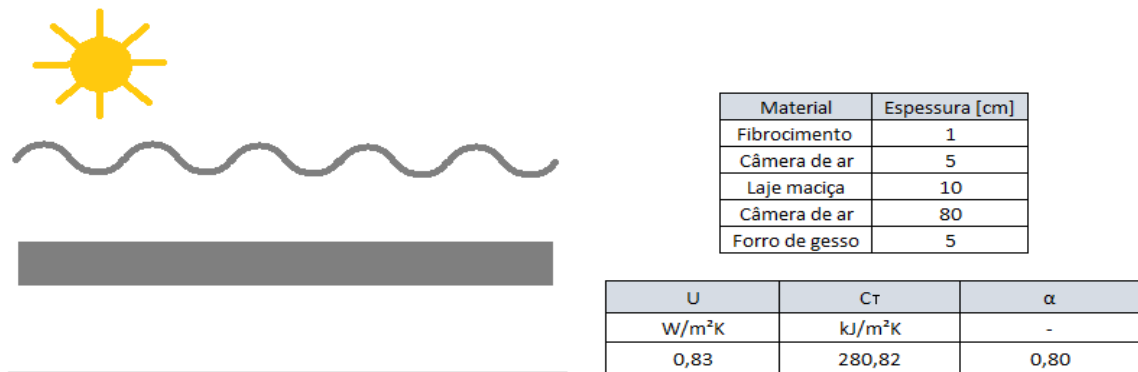 Material Espessura [cm]
Fibrocimento 1
Câmera de ar 5
Laje maciça 10
Câmera de ar 80
Forro de gesso 5
U Cт α
W/m²K kJ/m²K -
0,83 280,82 0,80